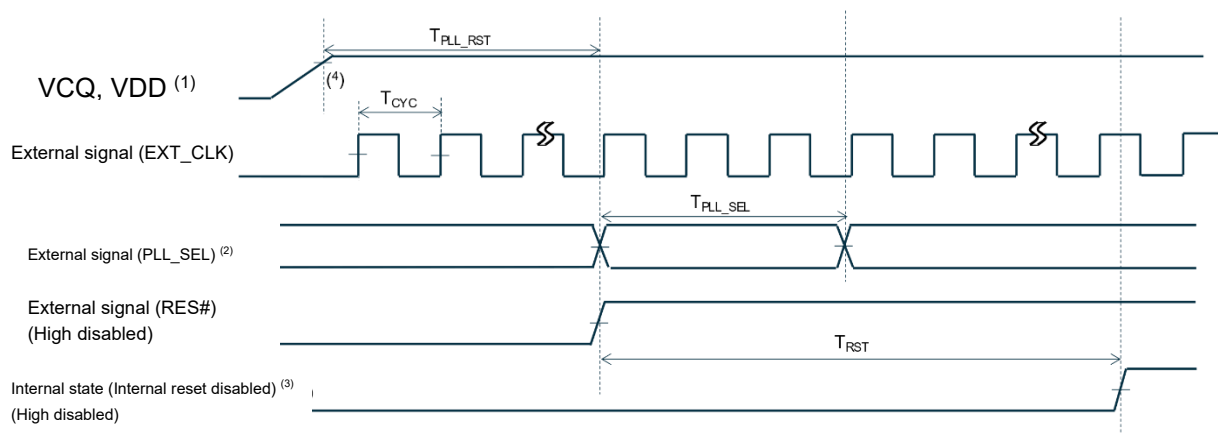 T_PLL_RST
VCQ, VDD (1)
(4)
T_CYC
External signal (EXT_CLK)
T_PLL_SEL
External signal (PLL_SEL) (2)
External signal (RES#)
(High disabled)
T_RST
Internal state (Internal reset disabled) (3)
(High disabled)